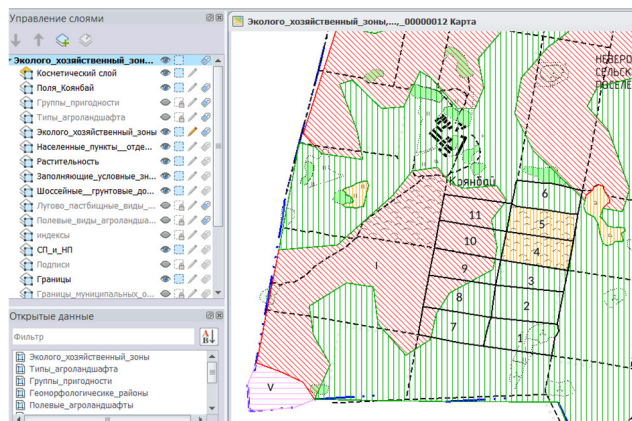 Управление слоями
Эколого_хозяйственный_зон...
Косметический слой
Поля_Коянбай
Группы_пригодности
Типы_агроландшафта
Эколого_хозяйственный_зоны
Населенные_пункты__отде...
Растительность
Заполняющие_условные_зн...
Шоссейные__грунтовые_до...
Лугово_пастбищные_виды_...
Полевые_виды_агроландша...
индексы
СП_и_НП
Подписи
Границы
Границы_муниципальных_о...
Открытые данные
Фильтр
Эколого_хозяйственный_зоны
Типы_агроландшафта
Группы_пригодности
Геоморфологические_районы
Полевые_агроландшафты
Эколого_хозяйственный_зоны,...,_00000012 Карта
НЕВЕРО
СЕЛЬСК
ПОСЕЛЕ
Коянбай
6
11
5
10
4
9
I
3
8
2
7
1
V